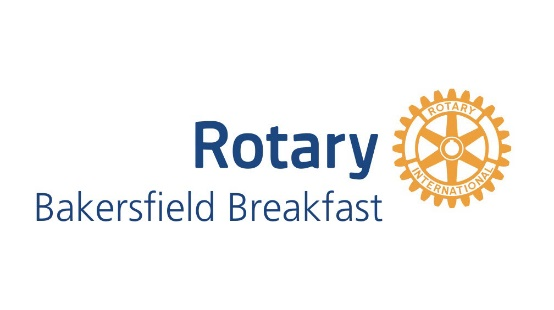 Rotary
Bakersfield Breakfast
ROTARY
INTERNATIONAL